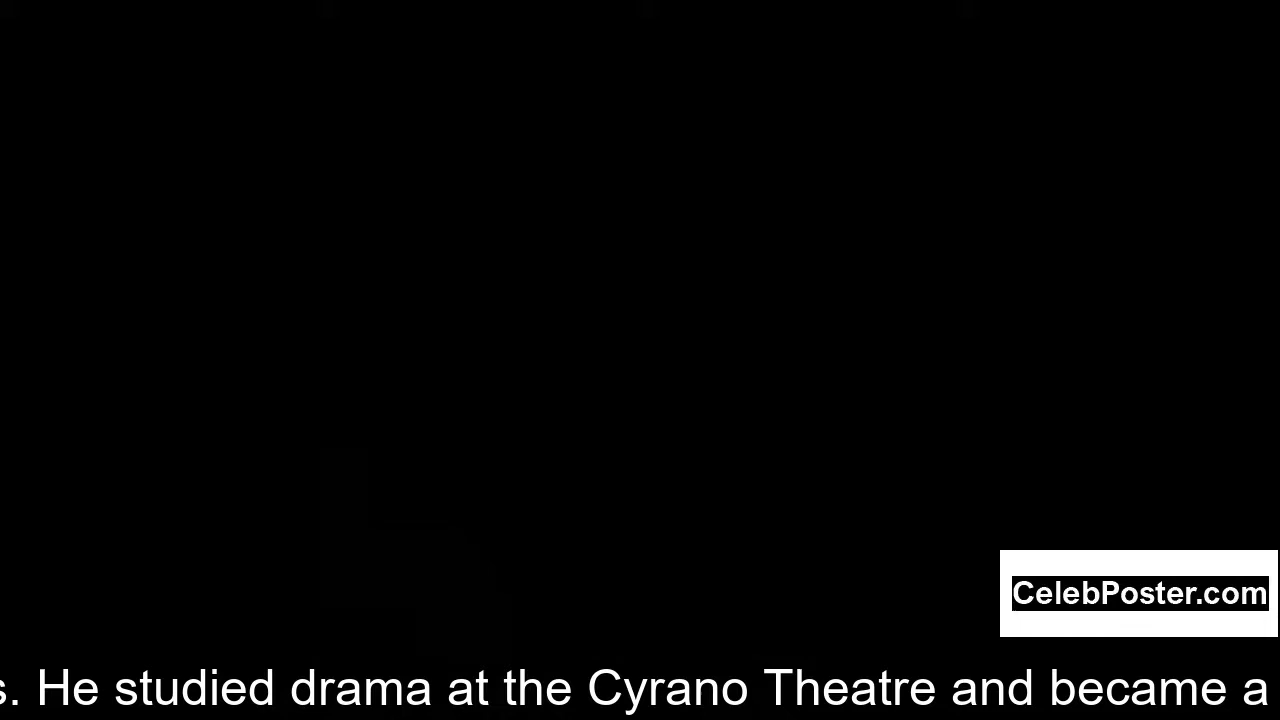 CelebPoster.com
s. He studied drama at the Cyrano Theatre and became a